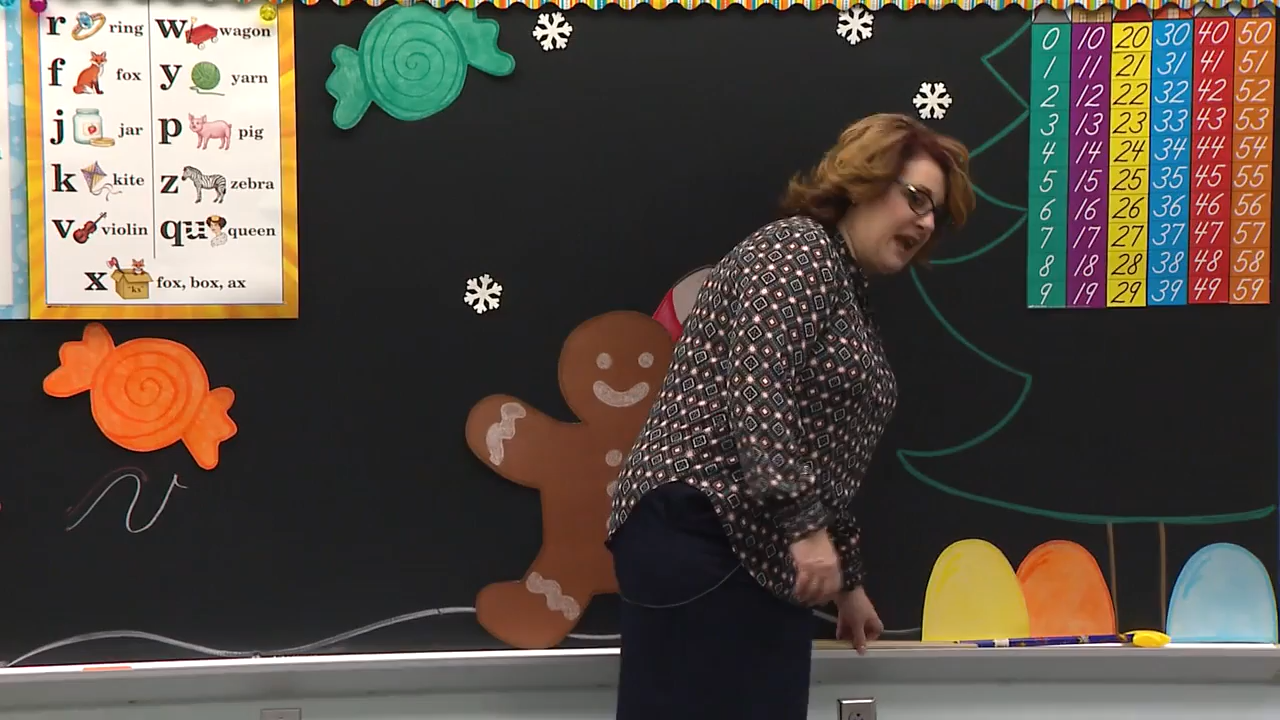 r ring w wagon
f fox y yarn
j jar p pig
k kite z zebra
v violin qu queen
x "ks" fox, box, ax
0 10 20 30 40 50
1 11 21 31 41 51
2 12 22 32 42 52
3 13 23 33 43 53
4 14 24 34 44 54
5 15 25 35 45 55
6 16 26 36 46 56
7 17 27 37 47 57
8 18 28 38 48 58
9 19 29 39 49 59